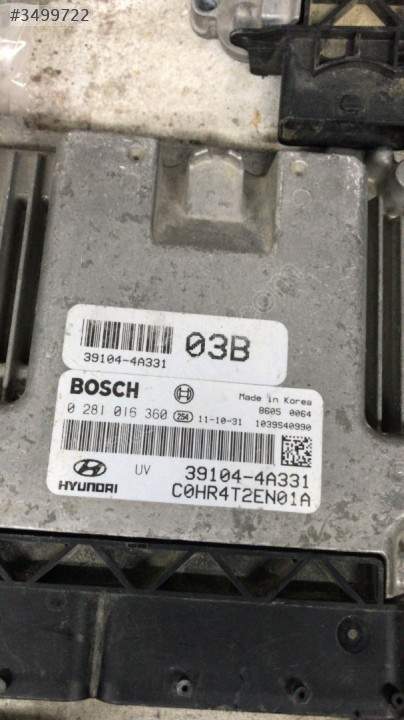 #3499722
39104-4A331
03B
BOSCH
Made in Korea
8605 0064
0 281 016 360 254 11-10-31 1039S40990
HYUNDAI
UV
39104-4A331
C0HR4T2EN01A